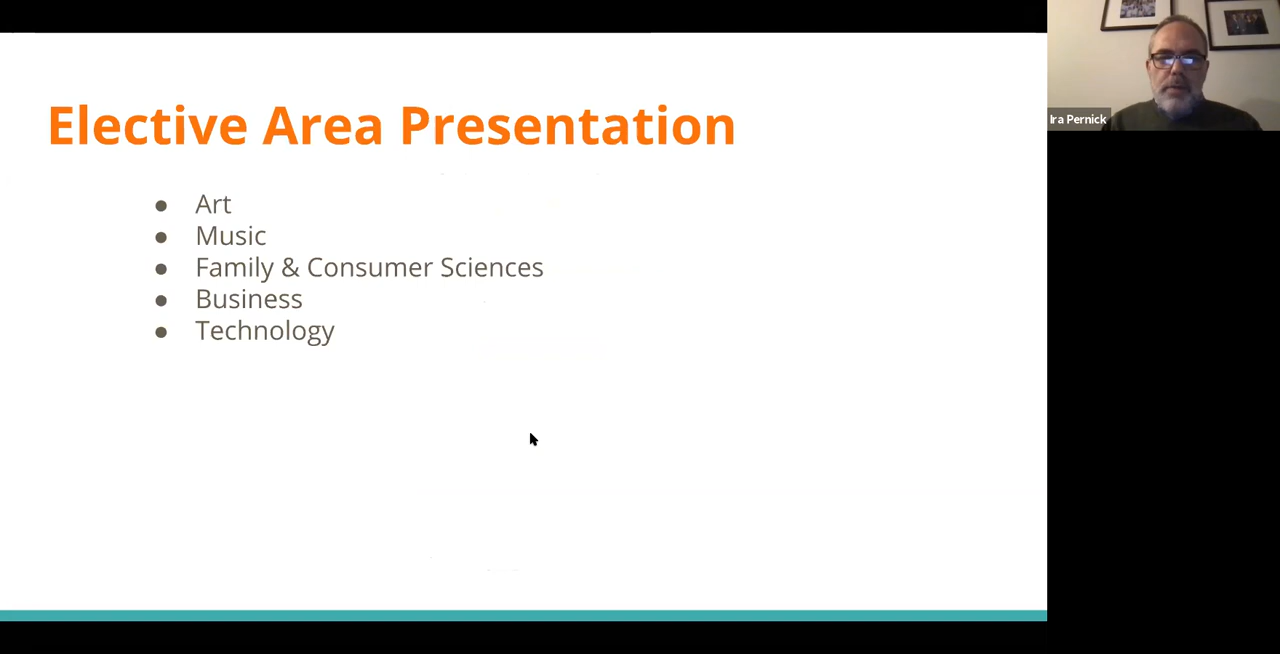 Elective Area Presentation
● Art
● Music
● Family & Consumer Sciences
● Business
● Technology
Ira Pernick